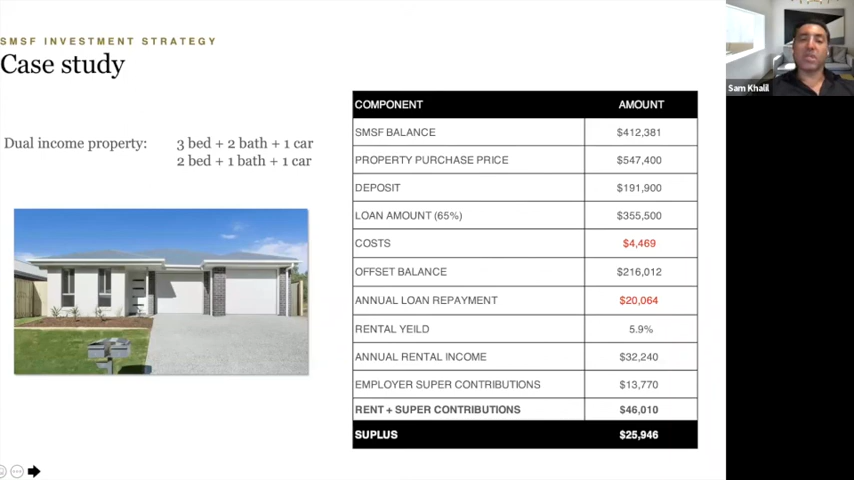 SMSF INVESTMENT STRATEGY
Case study
Dual income property: 3 bed + 2 bath + 1 car
2 bed + 1 bath + 1 car
COMPONENT AMOUNT
SMSF BALANCE $412,381
PROPERTY PURCHASE PRICE $547,400
DEPOSIT $191,900
LOAN AMOUNT (65%) $355,500
COSTS $4,469
OFFSET BALANCE $216,012
ANNUAL LOAN REPAYMENT $20,064
RENTAL YEILD 5.9%
ANNUAL RENTAL INCOME $32,240
EMPLOYER SUPER CONTRIBUTIONS $13,770
RENT + SUPER CONTRIBUTIONS $46,010
SUPLUS $25,946
Sam Khalil